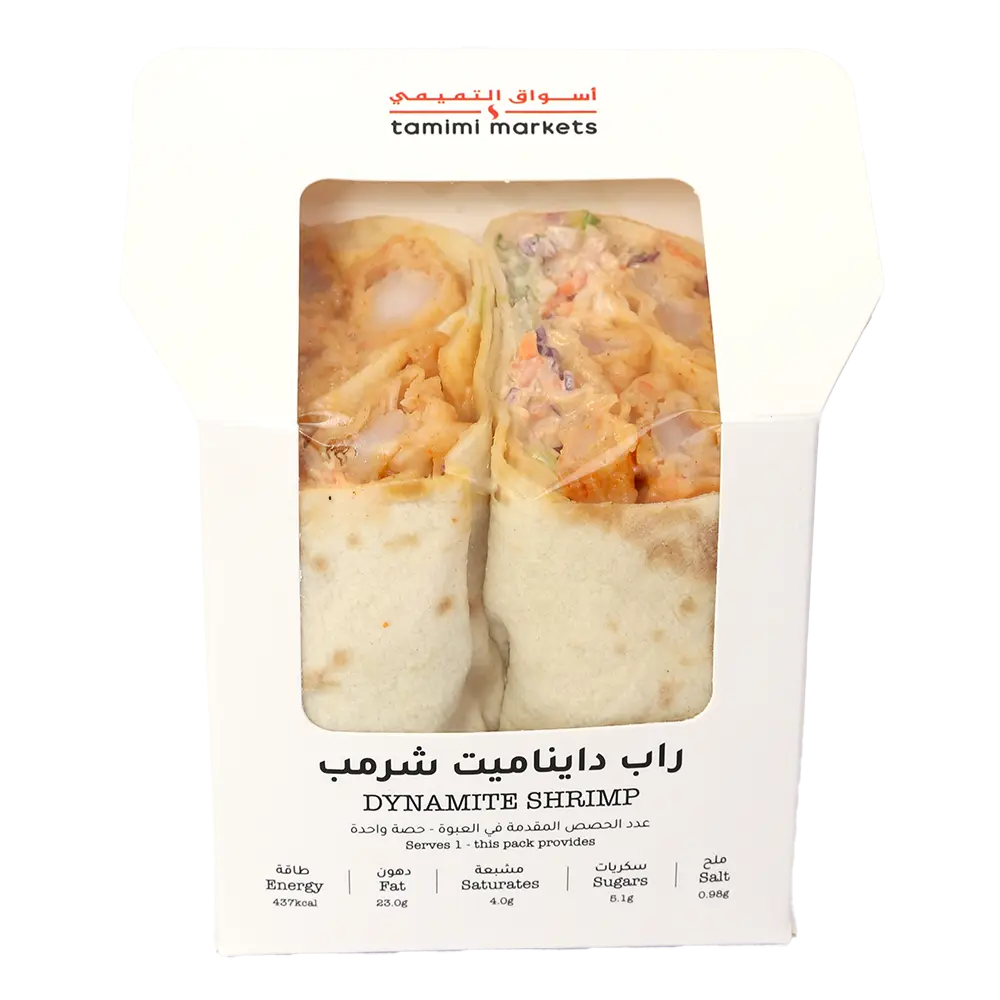 أسواق التميمي
tamimi markets
راب دايناميت شرمب
DYNAMITE SHRIMP
عدد الحصص المقدمة في العبوة - حصة واحدة
Serves 1 - this pack provides
طاقة | دهون | مشبعة | سكريات | ملح
Energy | Fat | Saturates | Sugars | Salt
437kcal 23.0g 4.0g 5.1g 0.98g